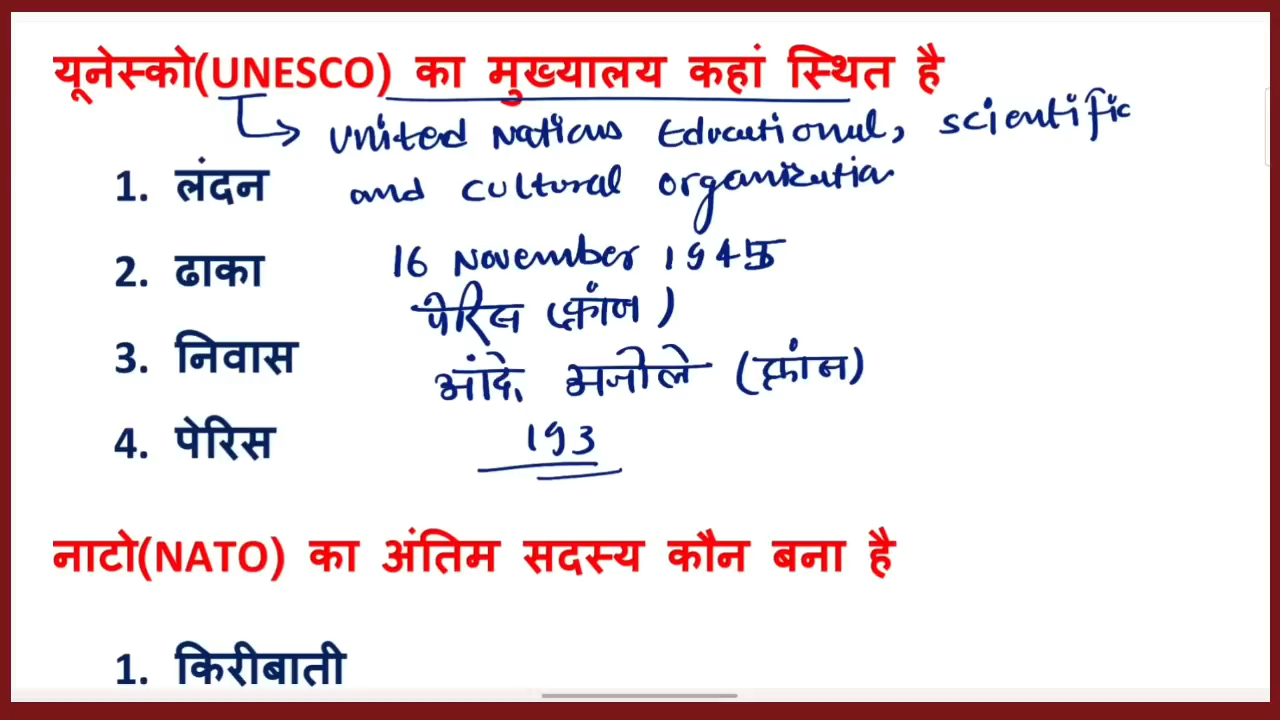 यूनेस्को(UNESCO) का मुख्यालय कहां स्थित है
United Nations Educational, scientific
and cultural organization
1. लंदन
16 November 1945
2. ढाका
पेरिस (फ्रांस)
3. निवास
आंद्रे अजोले (फ्रांस)
4. पेरिस
193
नाटो(NATO) का अंतिम सदस्य कौन बना है
1. किरीबाती